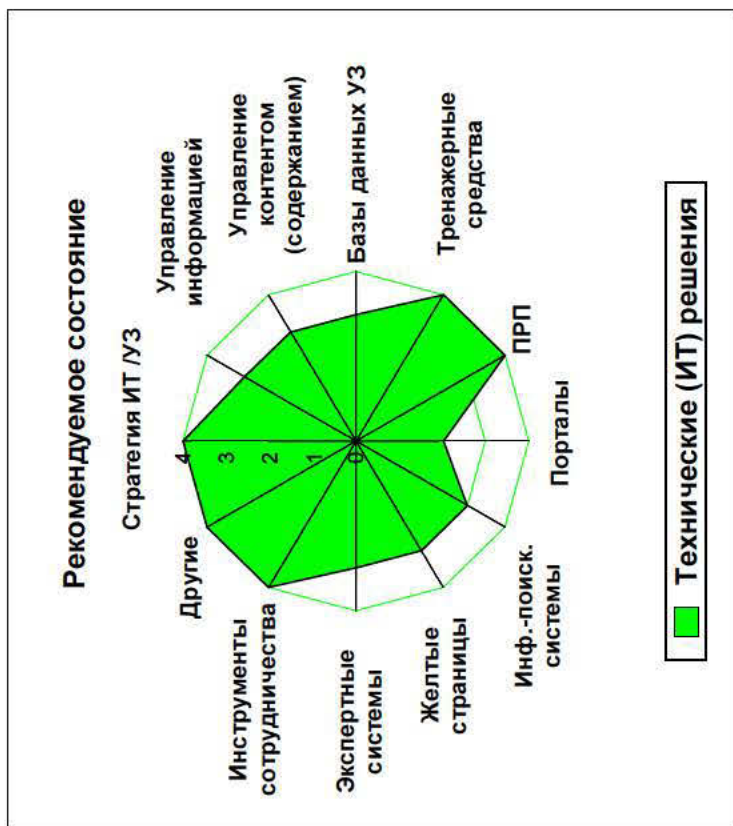 Рекомендуемое состояние
Стратегия ИТ /УЗ
Управление
информацией
Управление
контентом
(содержанием)
Базы данных УЗ
Тренажерные
средства
ПРП
Порталы
Инф.-поиск.
системы
Желтые
страницы
Экспертные
системы
Инструменты
сотрудничества
Другие
4
3
2
1
0
Технические (ИТ) решения